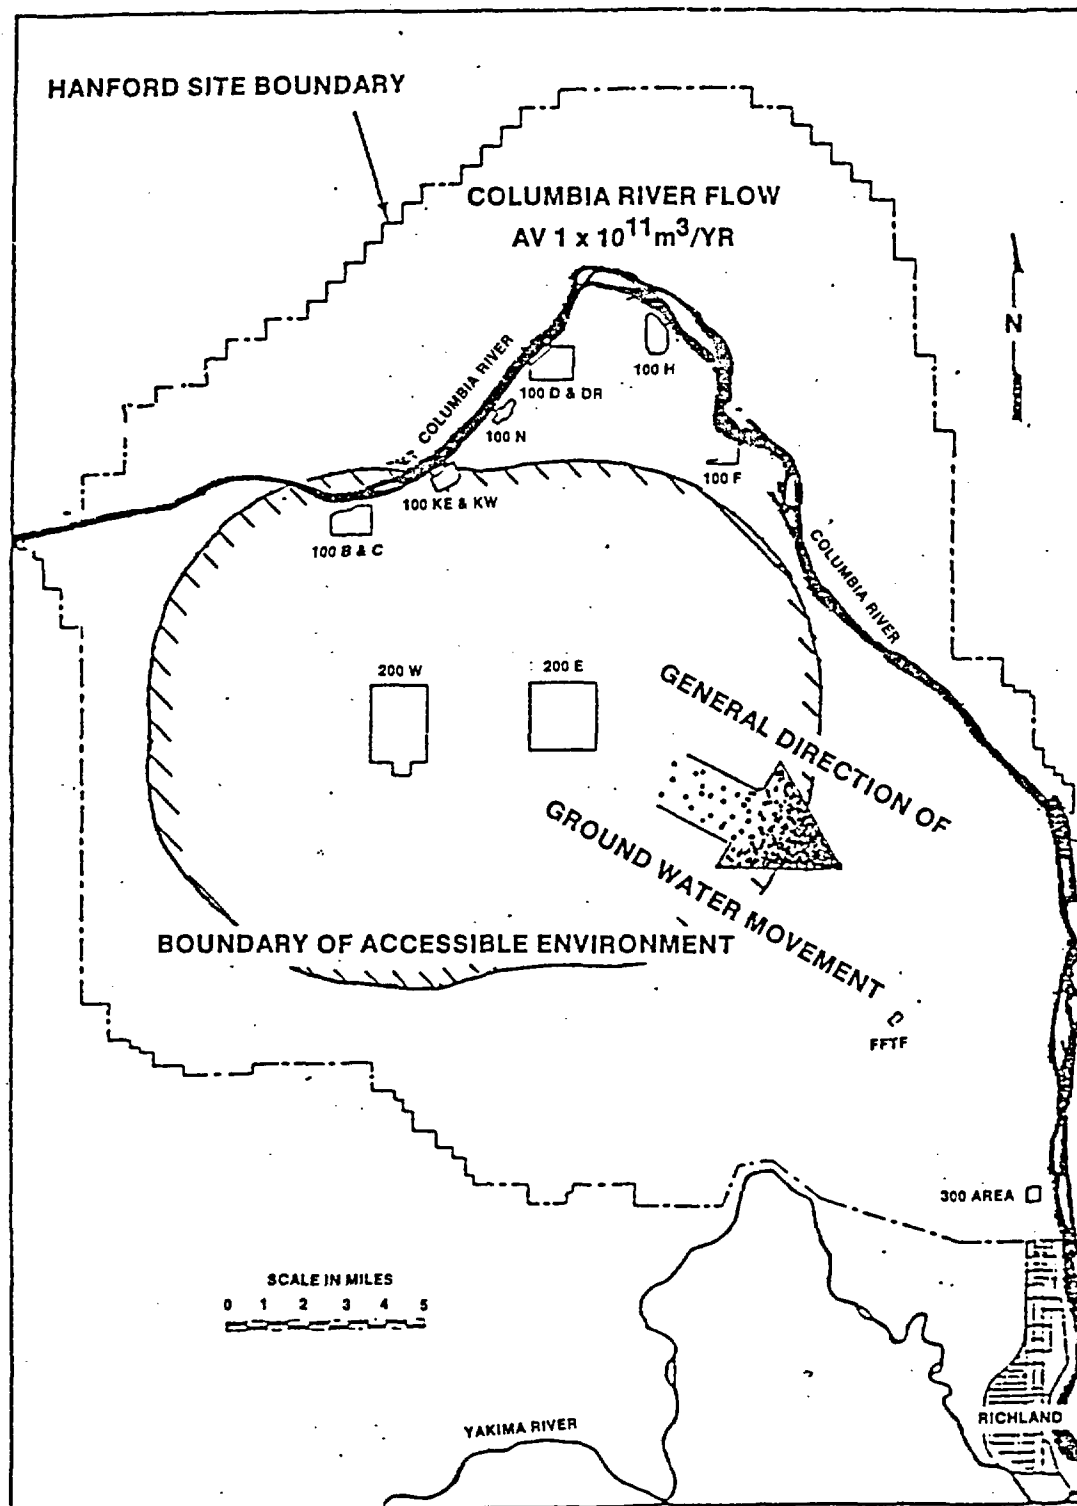 HANFORD SITE BOUNDARY
COLUMBIA RIVER FLOW
AV 1 x 10¹¹m³/YR
N
COLUMBIA RIVER
100 H
100 D & DR
100 N
100 F
100 KE & KW
100 B & C
COLUMBIA RIVER
200 W
200 E
GENERAL DIRECTION OF
GROUND WATER MOVEMENT
BOUNDARY OF ACCESSIBLE ENVIRONMENT
FFTF
300 AREA
SCALE IN MILES
0 1 2 3 4 5
RICHLAND
YAKIMA RIVER